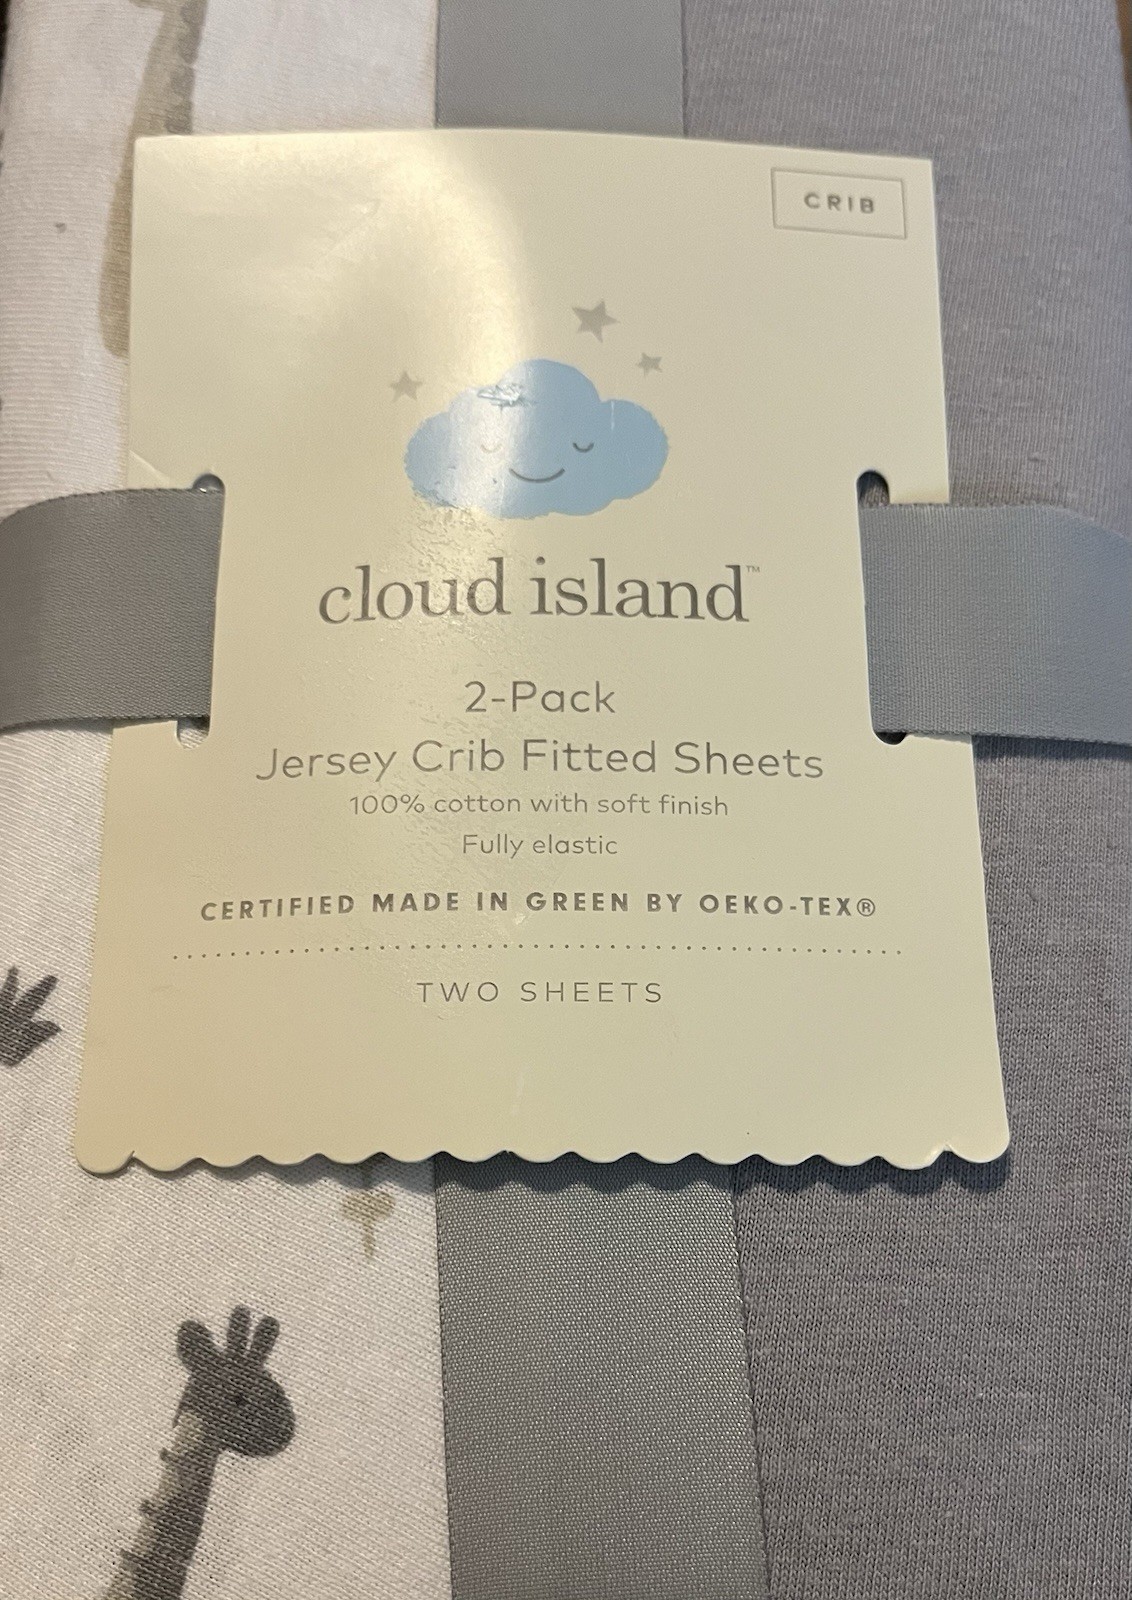 CRIB
cloud island™
2-Pack
Jersey Crib Fitted Sheets
100% cotton with soft finish
Fully elastic
CERTIFIED MADE IN GREEN BY OEKO-TEX®
TWO SHEETS